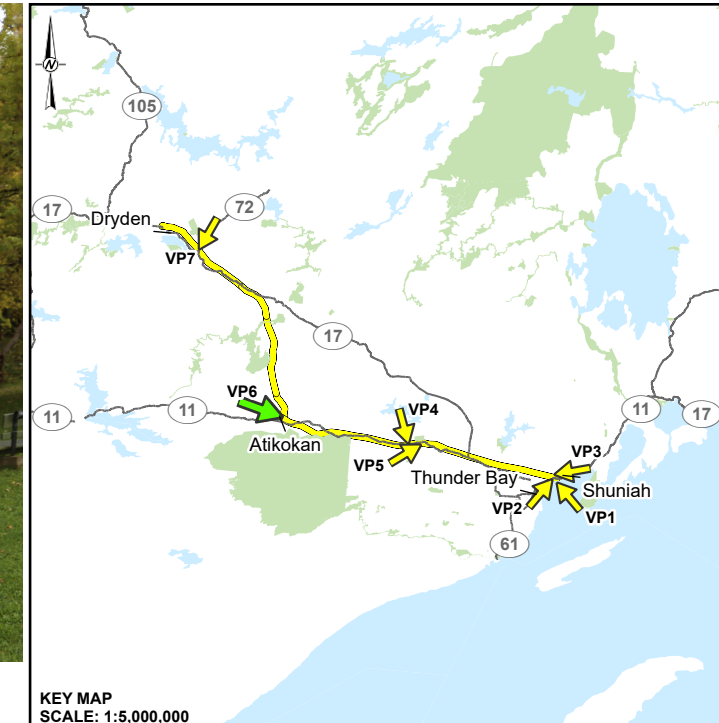 N
105
17
72
Dryden
VP7
17
VP6
VP4
11
11
11
17
Atikokan
VP5
VP3
Thunder Bay
Shuniah
VP2
VP1
61
KEY MAP
SCALE: 1:5,000,000